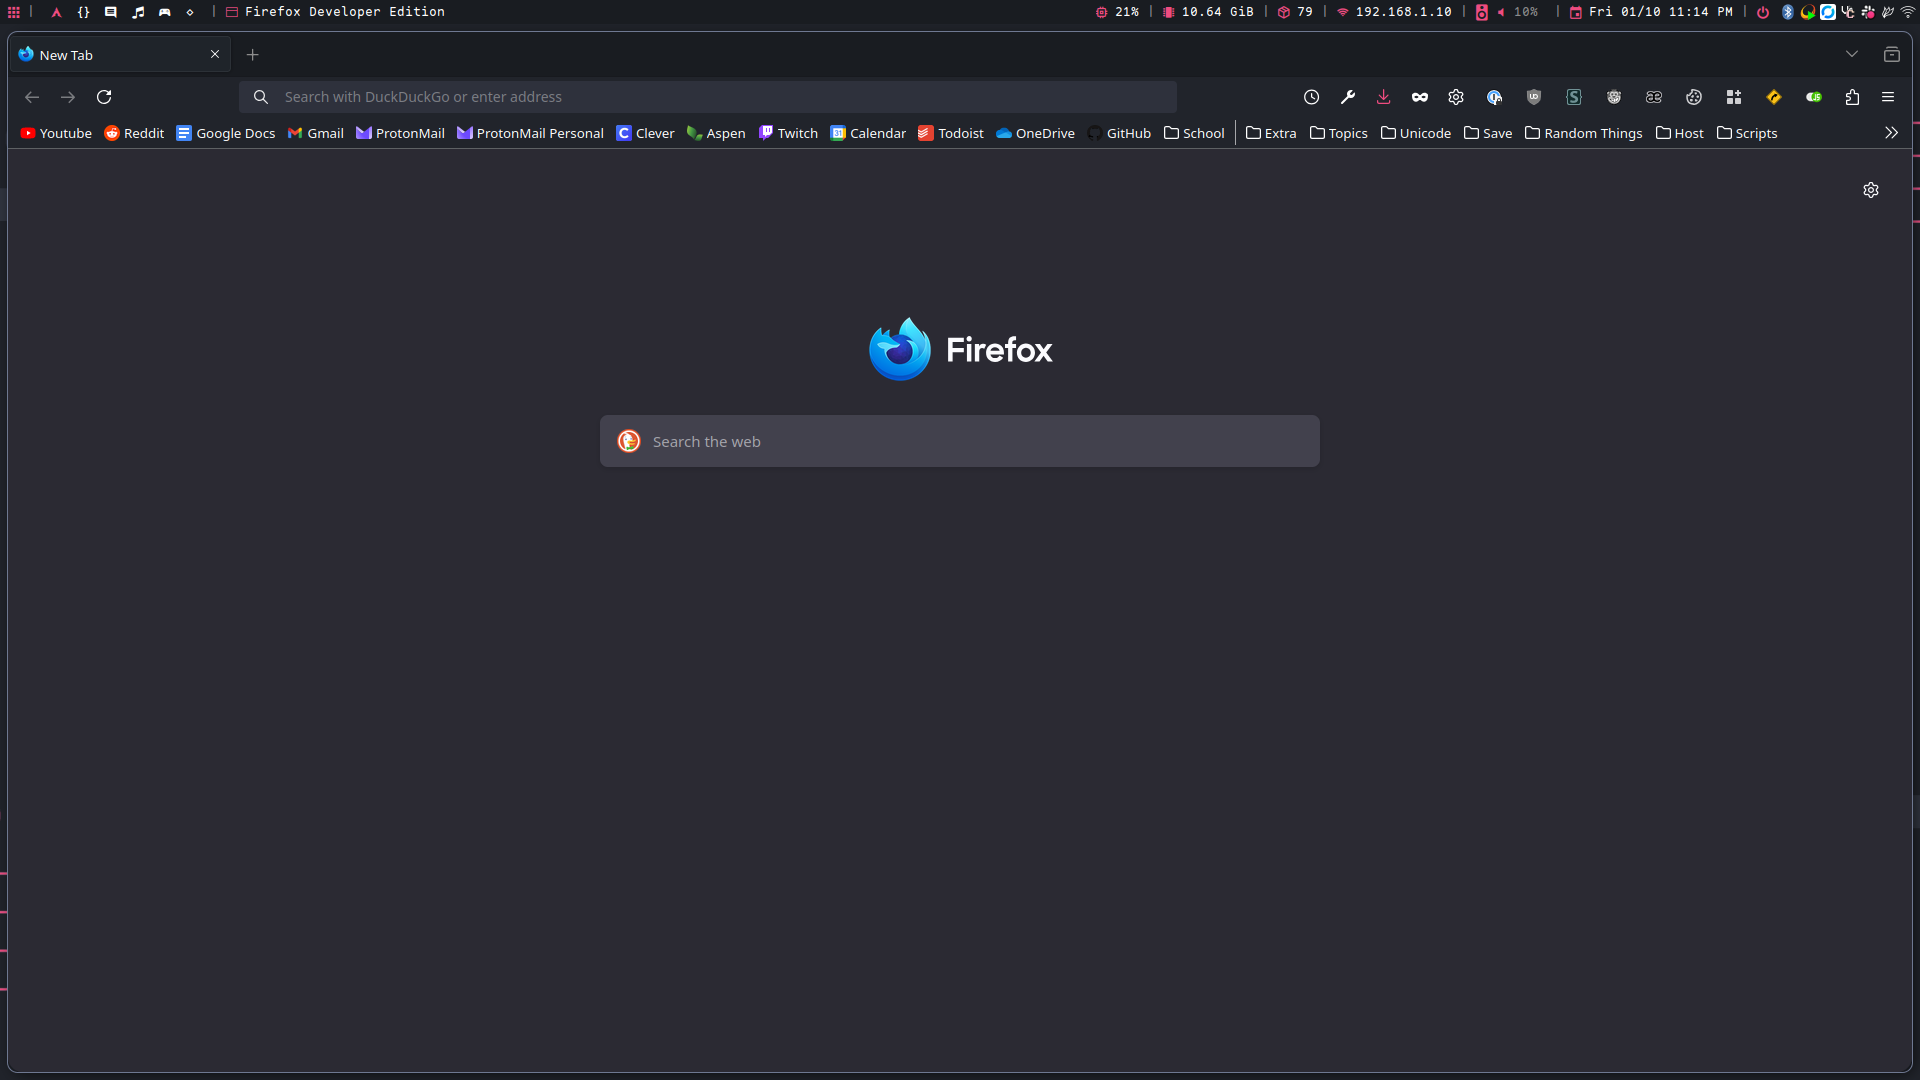 {} Firefox Developer Edition 21% 10.64 GiB 79 192.168.1.10 10% Fri 01/10 11:14 PM
New Tab
Search with DuckDuckGo or enter address
Youtube Reddit Google Docs Gmail ProtonMail ProtonMail Personal Clever Aspen Twitch Calendar Todoist OneDrive GitHub School Extra Topics Unicode Save Random Things Host Scripts
Firefox
Search the web